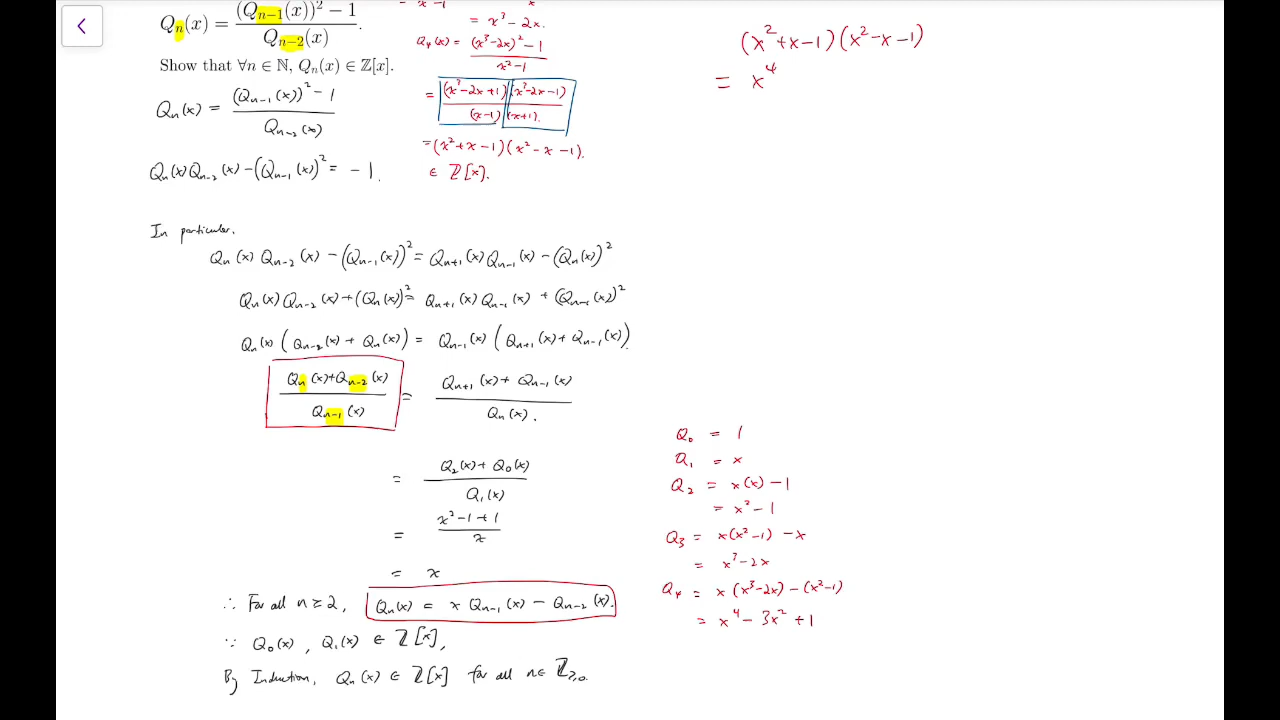 Qₙ(x) = ((Qₙ₋₁(x))² − 1) / Qₙ₋₂(x).
Show that ∀n ∈ ℕ, Qₙ(x) ∈ ℤ[x].
Qₙ(x) = ((Qₙ₋₁(x))² − 1) / Qₙ₋₂(x)
Qₙ(x)Qₙ₋₂(x) − (Qₙ₋₁(x))² = −1.
= x³ − 2x.
Q₄(x) = ((x³−2x)² − 1) / (x² − 1)
= (x³−2x+1)/(x−1) (x³−2x−1)/(x+1).
= (x² + x − 1)(x² − x − 1).
∈ ℤ[x].
(x² + x − 1)(x² − x − 1)
= x⁴
In particular.
Qₙ(x) Qₙ₋₂(x) − (Qₙ₋₁(x))² = Qₙ₊₁(x) Qₙ₋₁(x) − (Qₙ(x))²
Qₙ(x) Qₙ₋₂(x) + (Qₙ(x))² = Qₙ₊₁(x) Qₙ₋₁(x) + (Qₙ₋₁(x))²
Qₙ(x) (Qₙ₋₂(x) + Qₙ(x)) = Qₙ₋₁(x) (Qₙ₊₁(x) + Qₙ₋₁(x)).
(Qₙ(x) + Qₙ₋₂(x)) / Qₙ₋₁(x) = (Qₙ₊₁(x) + Qₙ₋₁(x)) / Qₙ(x).
= (Q₂(x) + Q₀(x)) / Q₁(x)
= (x² − 1 + 1) / x
= x
∴ For all n ≥ 2, Qₙ(x) = x Qₙ₋₁(x) − Qₙ₋₂(x).
∵ Q₀(x), Q₁(x) ∈ ℤ[x],
By Induction, Qₙ(x) ∈ ℤ[x] for all n ∈ ℤ≥₀.
Q₀ = 1
Q₁ = x
Q₂ = x(x) − 1
= x² − 1
Q₃ = x(x² − 1) − x
= x³ − 2x
Q₄ = x(x³ − 2x) − (x² − 1)
= x⁴ − 3x² + 1